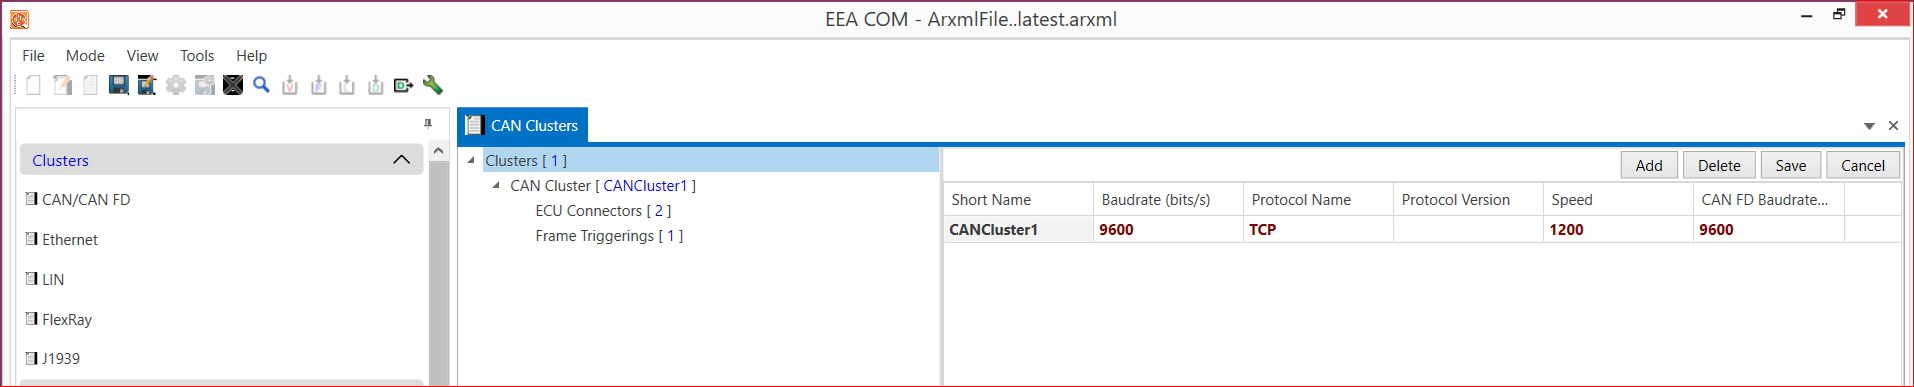 EEA COM - ArxmlFile..latest.arxml
File Mode View Tools Help
CAN Clusters
Clusters
CAN/CAN FD
Ethernet
LIN
FlexRay
J1939
Clusters [ 1 ]
CAN Cluster [ CANCluster1 ]
ECU Connectors [ 2 ]
Frame Triggerings [ 1 ]
Add Delete Save Cancel
Short Name Baudrate (bits/s) Protocol Name Protocol Version Speed CAN FD Baudrate...
CANCluster1 9600 TCP 1200 9600